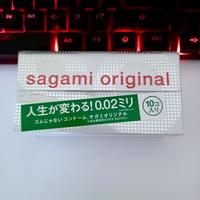 sagami original
人生が変わる!0.02ミリ
ゴムじゃないコンドーム、サガミオリジナル
10コ
入り